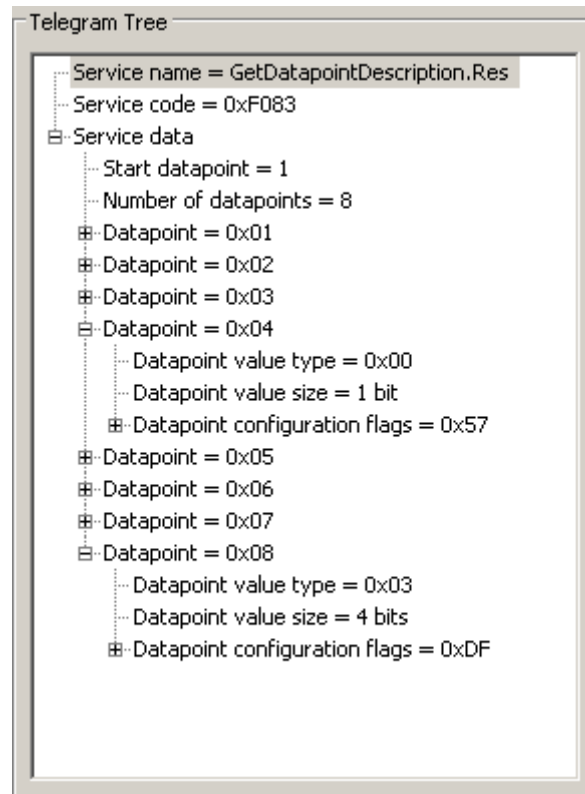 Telegram Tree
Service name = GetDatapointDescription.Res
Service code = 0xF083
Service data
Start datapoint = 1
Number of datapoints = 8
Datapoint = 0x01
Datapoint = 0x02
Datapoint = 0x03
Datapoint = 0x04
Datapoint value type = 0x00
Datapoint value size = 1 bit
Datapoint configuration flags = 0x57
Datapoint = 0x05
Datapoint = 0x06
Datapoint = 0x07
Datapoint = 0x08
Datapoint value type = 0x03
Datapoint value size = 4 bits
Datapoint configuration flags = 0xDF